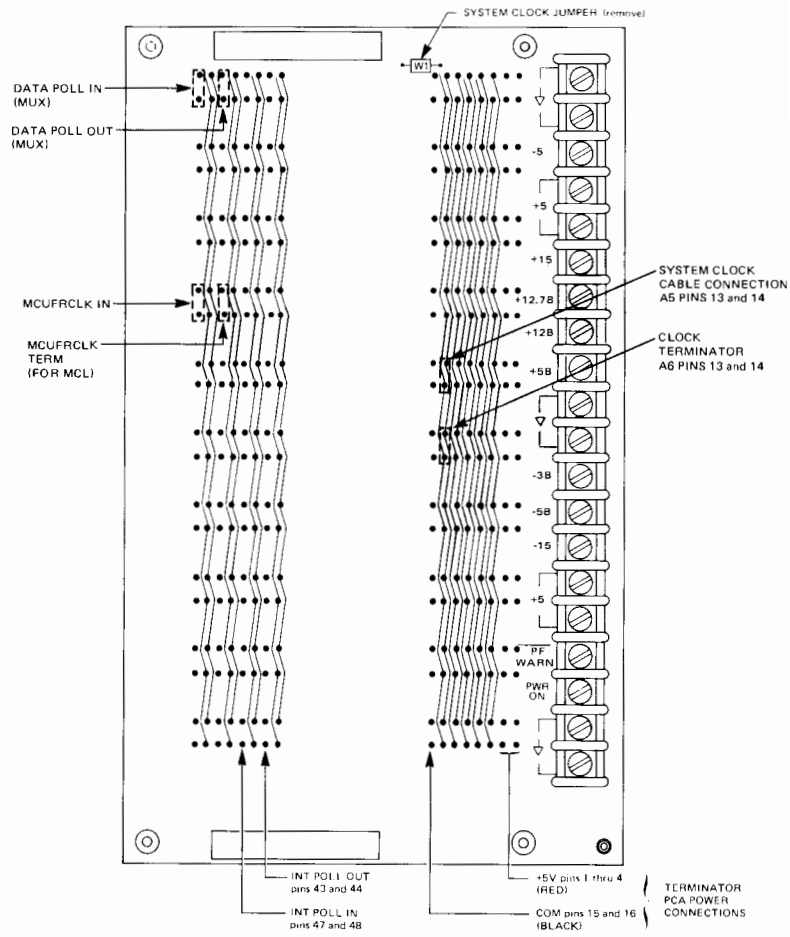 SYSTEM CLOCK JUMPER (remove)
W1
DATA POLL IN
(MUX)
DATA POLL OUT
(MUX)
-5
+5
+15
SYSTEM CLOCK
CABLE CONNECTION
A5 PINS 13 and 14
MCUFRCLK IN
+12.7B
+12B
MCUFRCLK
TERM
(FOR MCL)
CLOCK
TERMINATOR
A6 PINS 13 and 14
+5B
-3B
-5B
-15
+5
PF
WARN
PWR
ON
INT POLL OUT
pins 43 and 44
INT POLL IN
pins 47 and 48
+5V pins 1 thru 4
(RED)
COM pins 15 and 16
(BLACK)
TERMINATOR
PCA POWER
CONNECTIONS